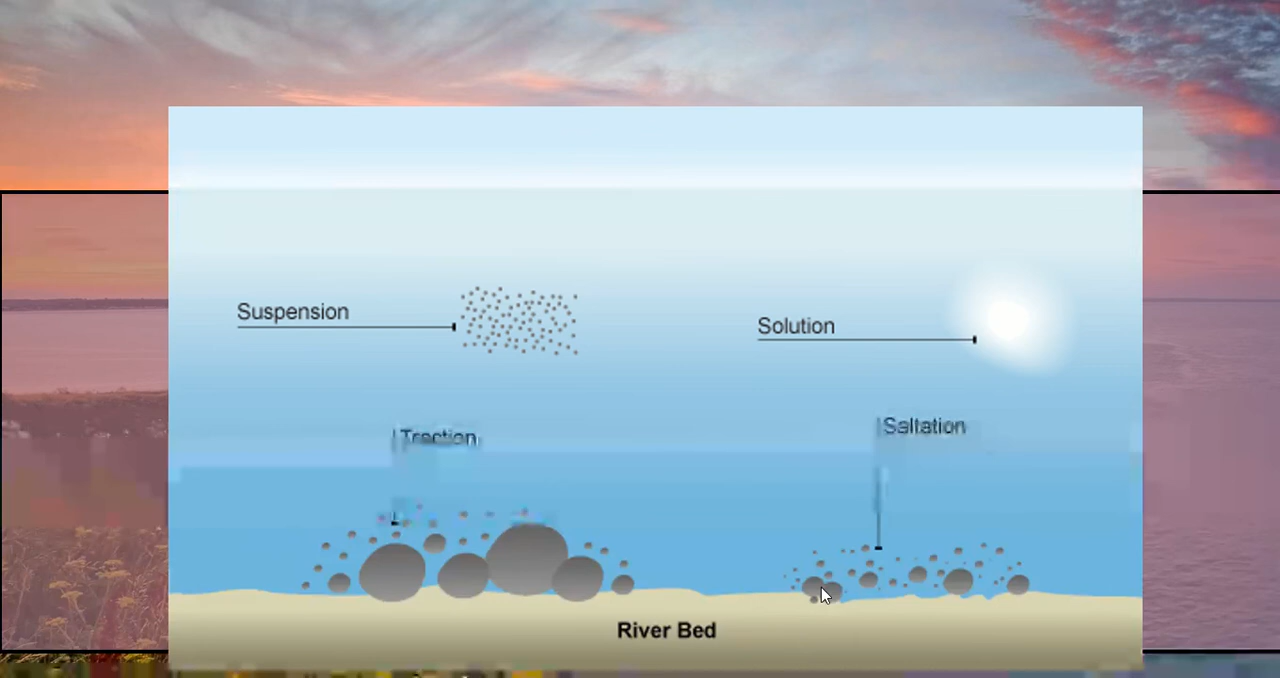 Suspension
Solution
Traction
Saltation
River Bed